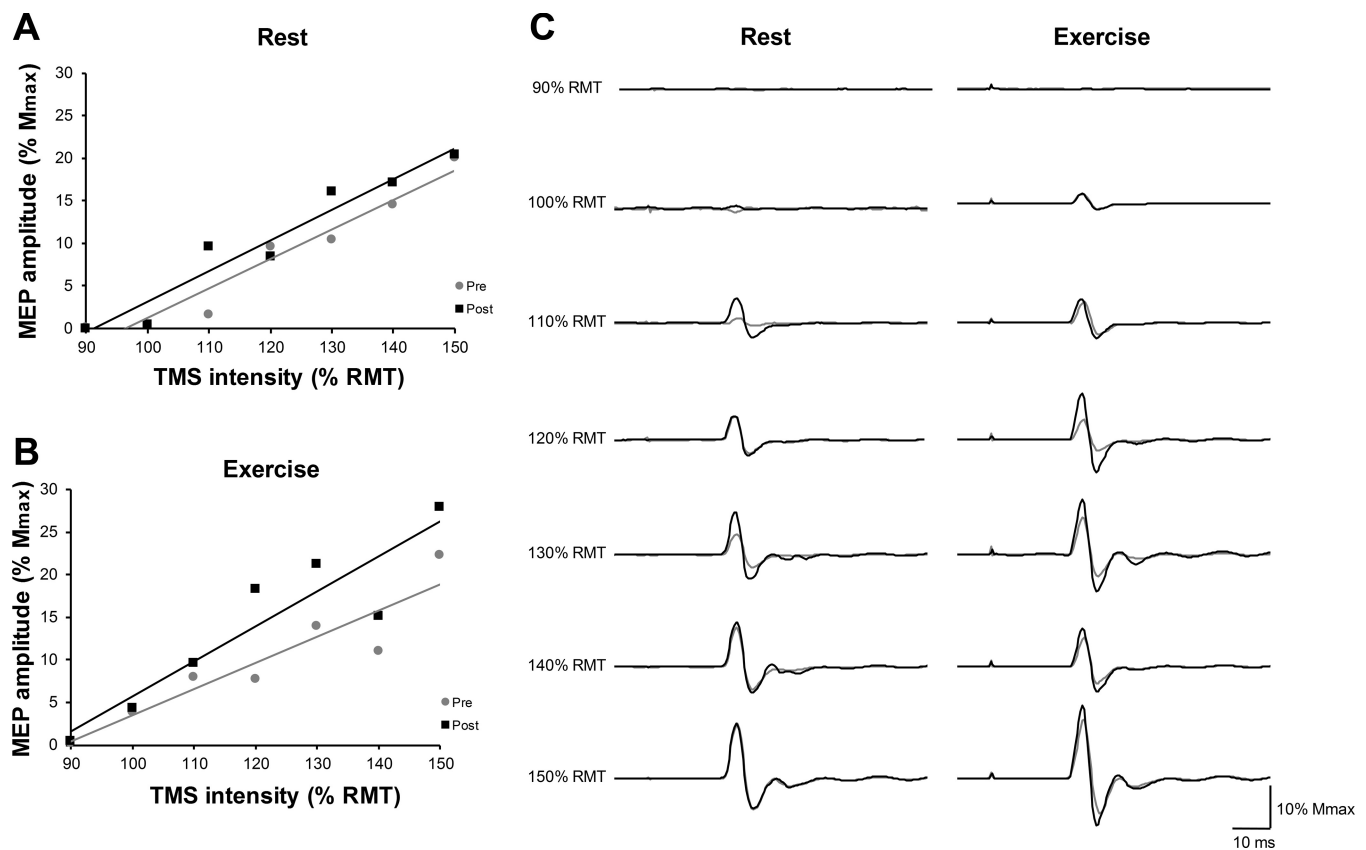 A
Rest
MEP amplitude (% Mmax)
30
25
20
15
10
5
0
90 100 110 120 130 140 150
TMS intensity (% RMT)
Pre
Post
B
Exercise
MEP amplitude (% Mmax)
30
25
20
15
10
5
0
90 100 110 120 130 140 150
TMS intensity (% RMT)
Pre
Post
C
Rest Exercise
90% RMT
100% RMT
110% RMT
120% RMT
130% RMT
140% RMT
150% RMT
10% Mmax
10 ms